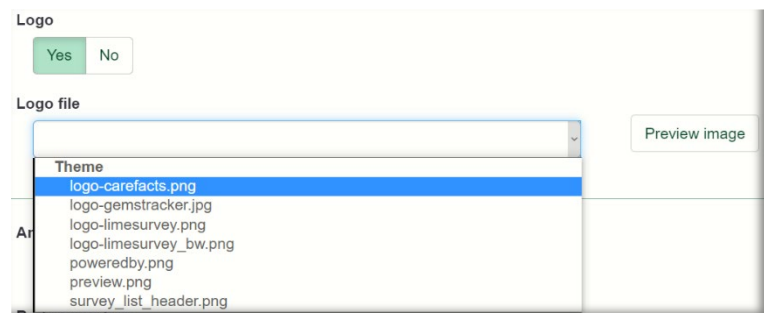 Logo
Yes No
Logo file
Preview image
Theme
logo-carefacts.png
logo-gemstracker.jpg
logo-limesurvey.png
logo-limesurvey_bw.png
poweredby.png
preview.png
survey_list_header.png